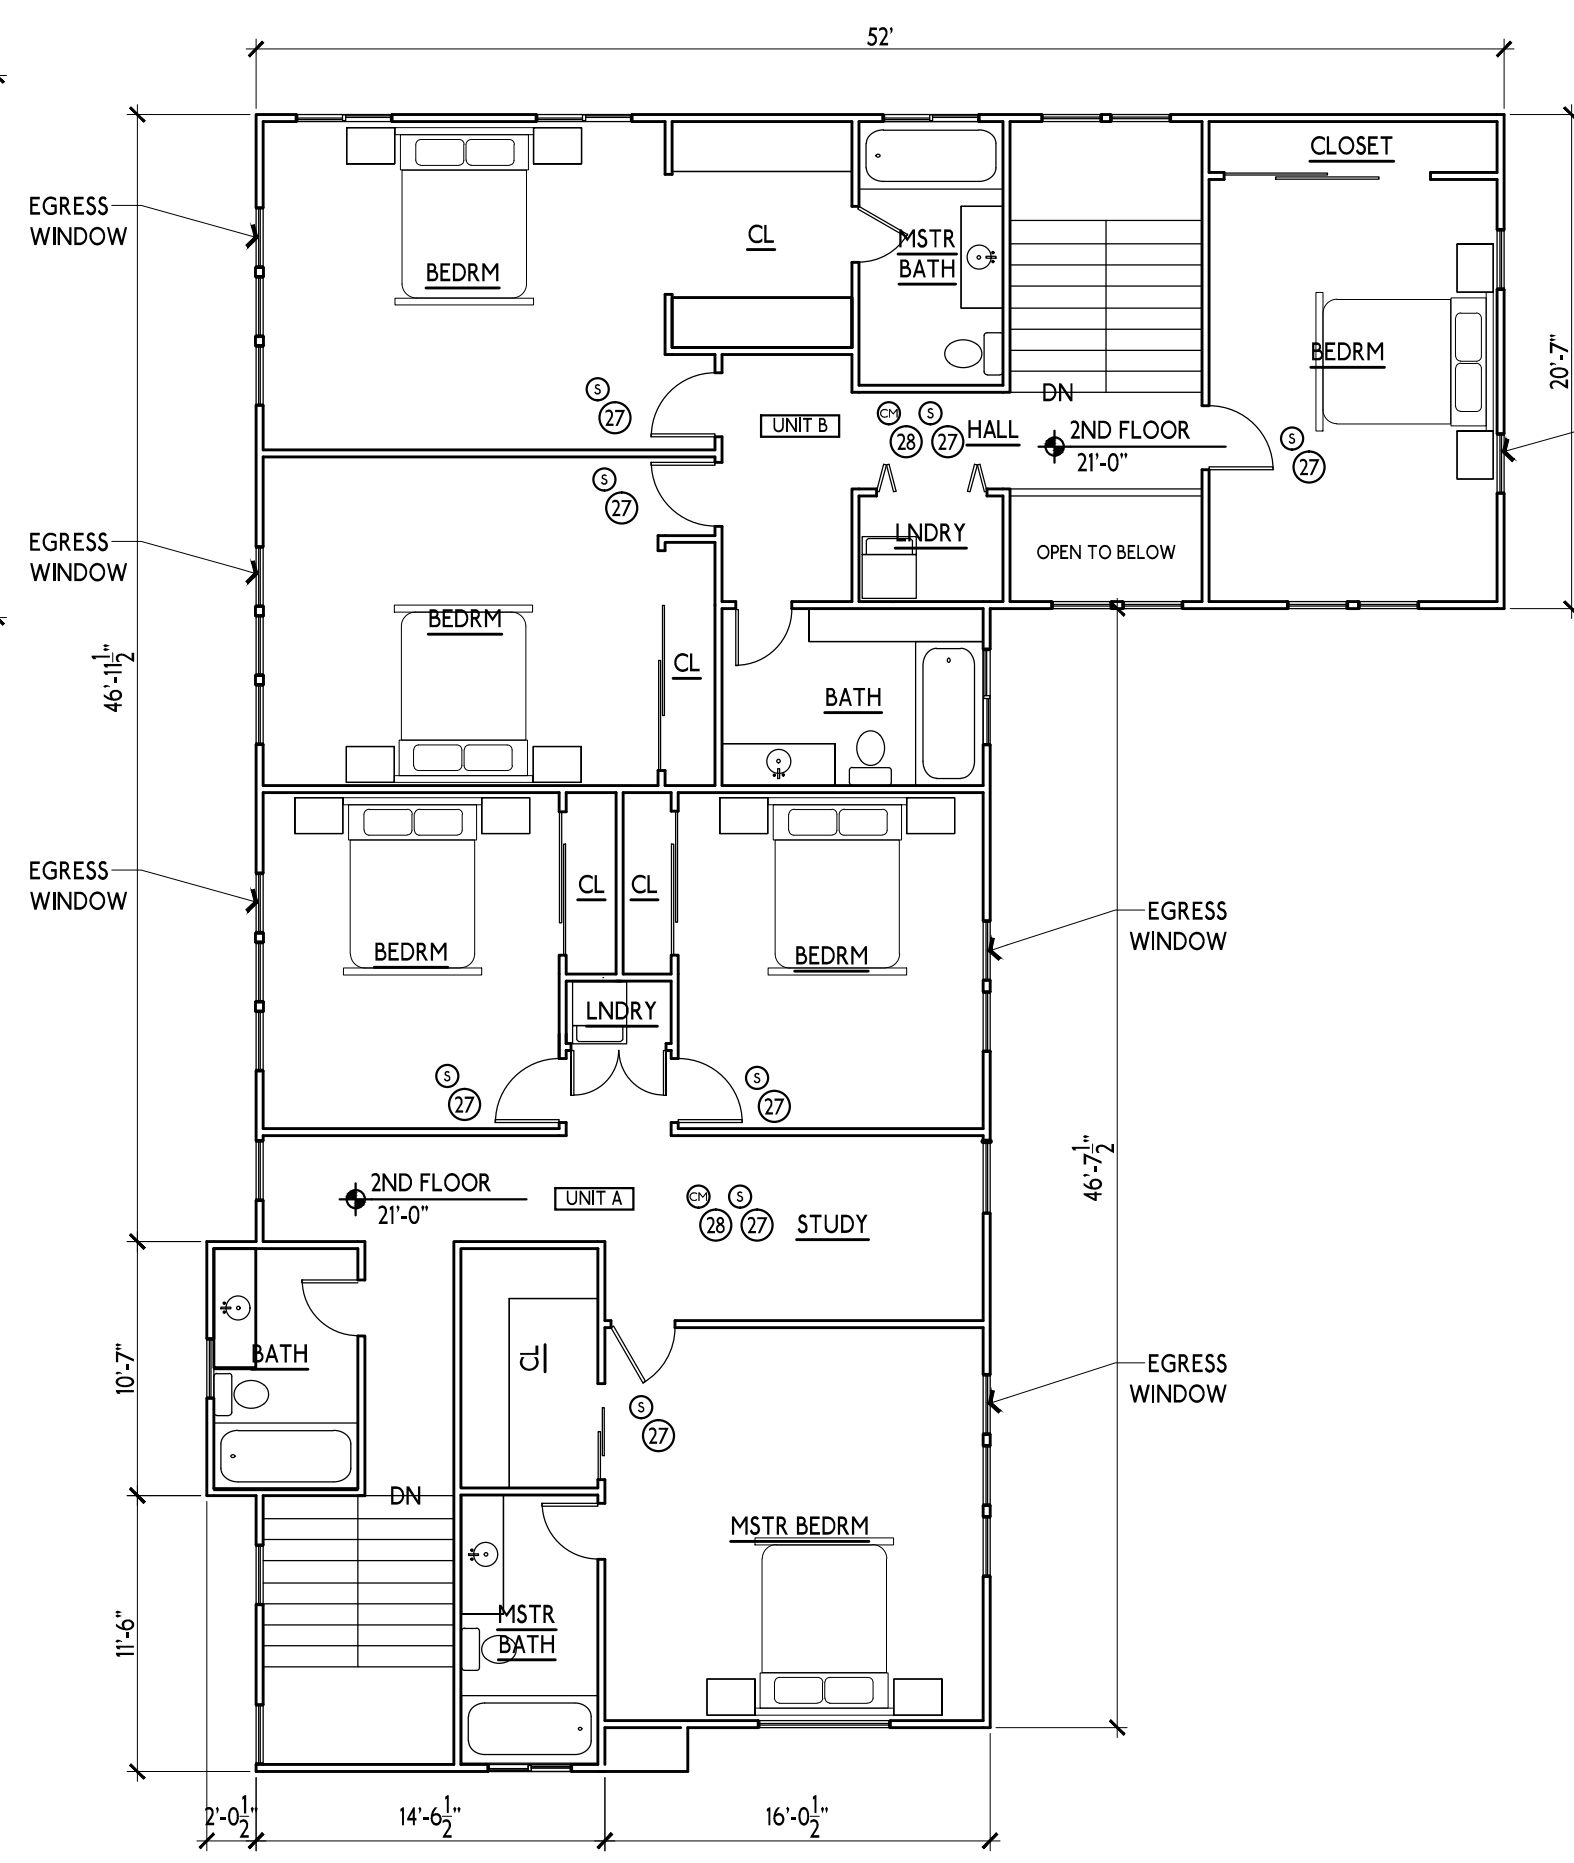 52'
CLOSET
EGRESS
WINDOW
CL
MSTR
BATH
BEDRM
BEDRM
20'-7"
DN
S
27
UNIT B
CM
S
28
27
HALL
2ND FLOOR
21'-0"
S
27
S
27
EGRESS
WINDOW
LNDRY
OPEN TO BELOW
BEDRM
46'-11 1/2"
CL
BATH
EGRESS
WINDOW
CL
CL
EGRESS
WINDOW
BEDRM
BEDRM
LNDRY
S
27
S
27
46'-7 1/2"
2ND FLOOR
21'-0"
UNIT A
CM
S
28
27
STUDY
BATH
CL
EGRESS
WINDOW
10'-7"
S
27
DN
MSTR BEDRM
MSTR
BATH
11'-6"
2'-0 1/2"
14'-6 1/2"
16'-0 1/2"